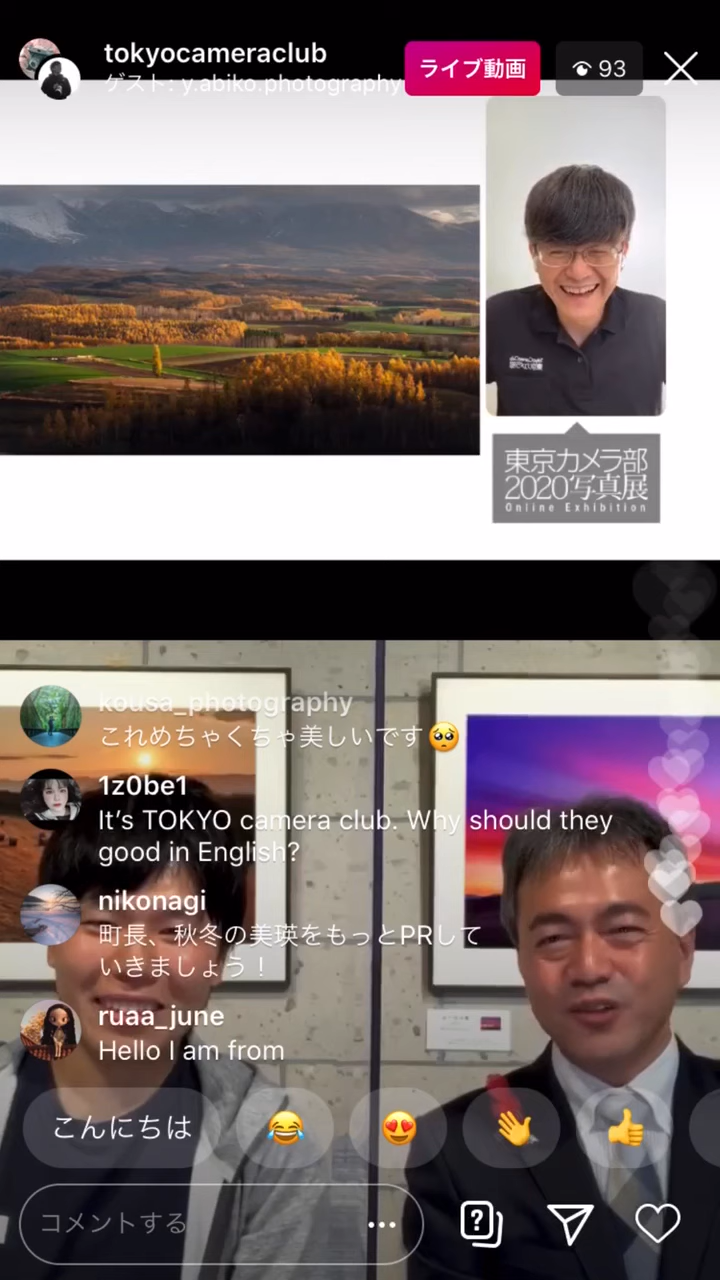 tokyocameraclub
ゲスト: y.abiko.photography
ライブ動画
93
東京カメラ部
2020写真展
Online Exhibition
kousa_photography
これめちゃくちゃ美しいです🥺
1z0be1
It’s TOKYO camera club. Why should they
good in English?
nikonagi
町長、秋冬の美瑛をもっとPRして
いきましょう！
ruaa_june
Hello I am from
こんにちは 😂 😍 👋 👍
コメントする